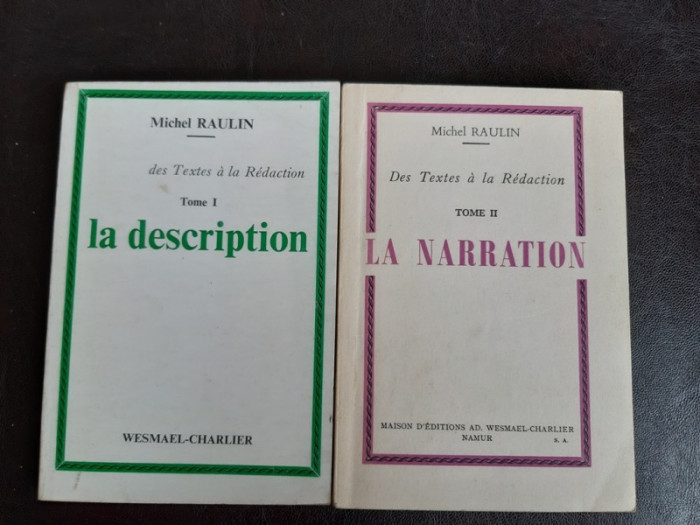 Michel RAULIN
des Textes à la Rédaction
Tome I
la description
WESMAEL-CHARLIER
Michel RAULIN
Des Textes à la Rédaction
TOME II
LA NARRATION
MAISON D'ÉDITIONS AD. WESMAEL-CHARLIER
NAMUR S. A.